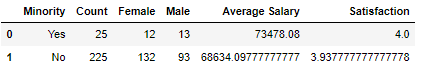 Minority Count Female Male Average Salary Satisfaction
0 Yes 25 12 13 73478.08 4.0
1 No 225 132 93 68634.09777777777 3.937777777777778